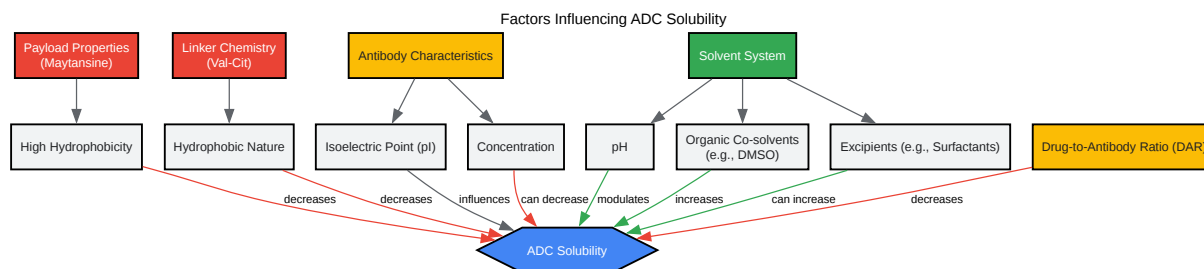 Factors Influencing ADC Solubility
Payload Properties
(Maytansine)
Linker Chemistry
(Val-Cit)
Antibody Characteristics
Solvent System
High Hydrophobicity
Hydrophobic Nature
Isoelectric Point (pI)
Concentration
pH
Organic Co-solvents
(e.g., DMSO)
Excipients (e.g., Surfactants)
Drug-to-Antibody Ratio (DAR)
decreases
decreases
influences
can decrease
modulates
increases
can increase
decreases
ADC Solubility